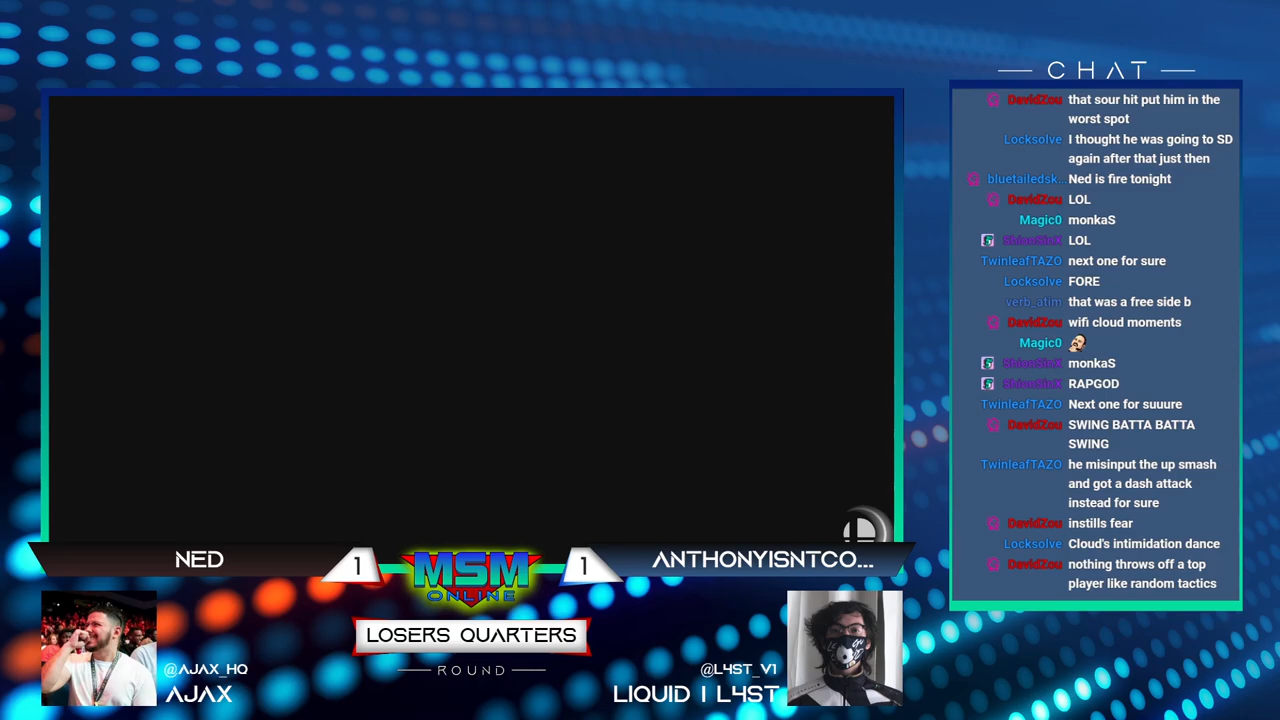 CHAT
DavidZou that sour hit put him in the
worst spot
Locksolve I thought he was going to SD
again after that just then
bluetailedsk... Ned is fire tonight
DavidZou LOL
Magic0 monkaS
ShinnSinX LOL
TwinleafTAZO next one for sure
Locksolve FORE
verb_atim that was a free side b
DavidZou wifi cloud moments
Magic0
ShinnSinX monkaS
ShinnSinX RAPGOD
TwinleafTAZO Next one for suuure
DavidZou SWING BATTA BATTA
SWING
TwinleafTAZO he misinput the up smash
and got a dash attack
instead for sure
DavidZou instills fear
Locksolve Cloud's intimidation dance
DavidZou nothing throws off a top
player like random tactics
NED 1 MSM 1 ANTHONYISNTCO...
ONLINE
LOSERS QUARTERS
ROUND
@AJAX_HQ
AJAX
@L4ST_V1
LIQUID | L4ST